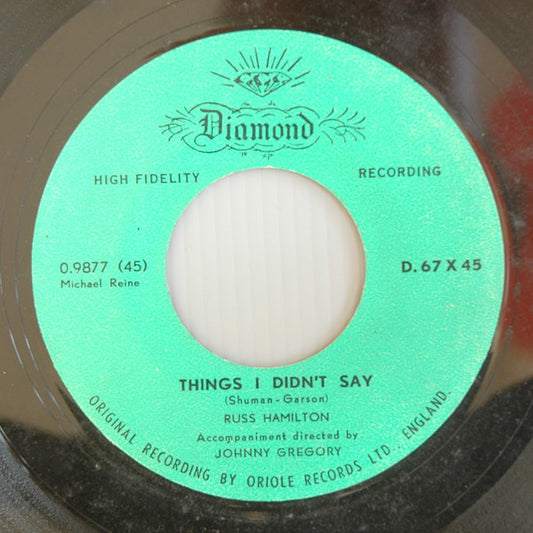 Diamond
HIGH FIDELITY RECORDING
0.9877 (45) D.67 X 45
Michael Reine
THINGS I DIDN'T SAY
(Shuman - Garson)
RUSS HAMILTON
Accompaniment directed by
JOHNNY GREGORY
ORIGINAL RECORDING BY ORIOLE RECORDS LTD., ENGLAND.